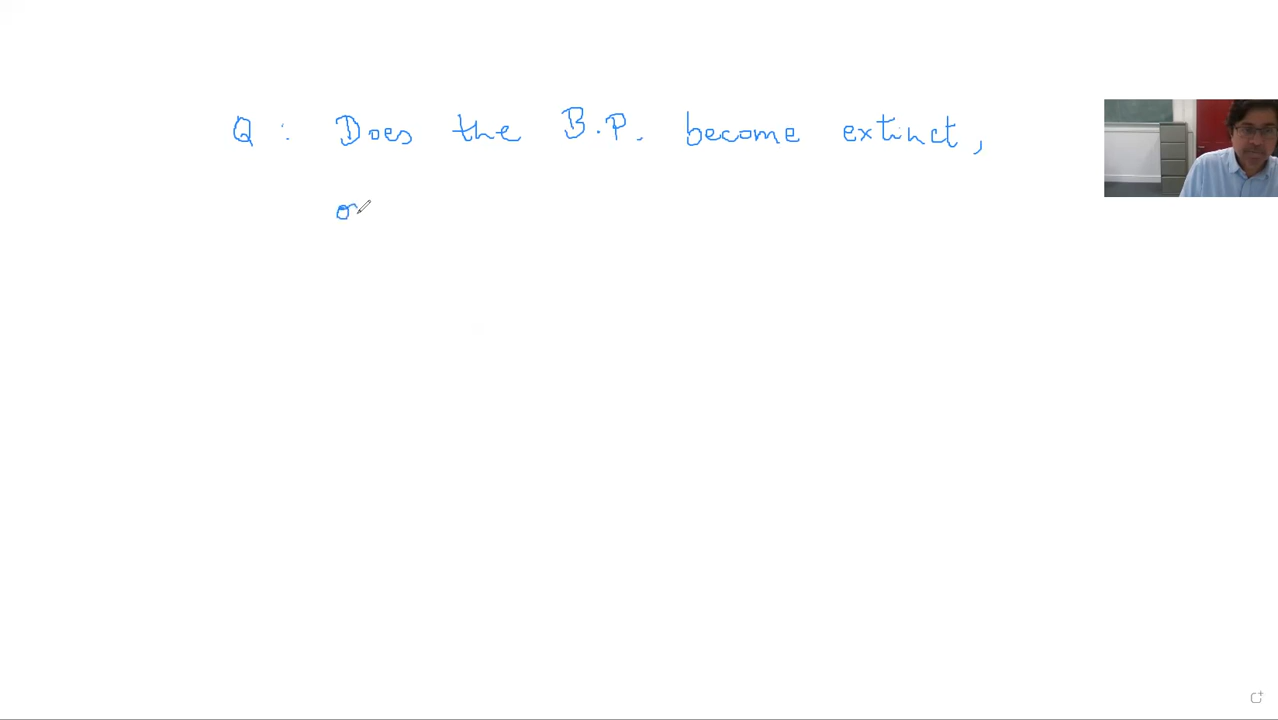 Q : Does the B.P. become extinct,
or